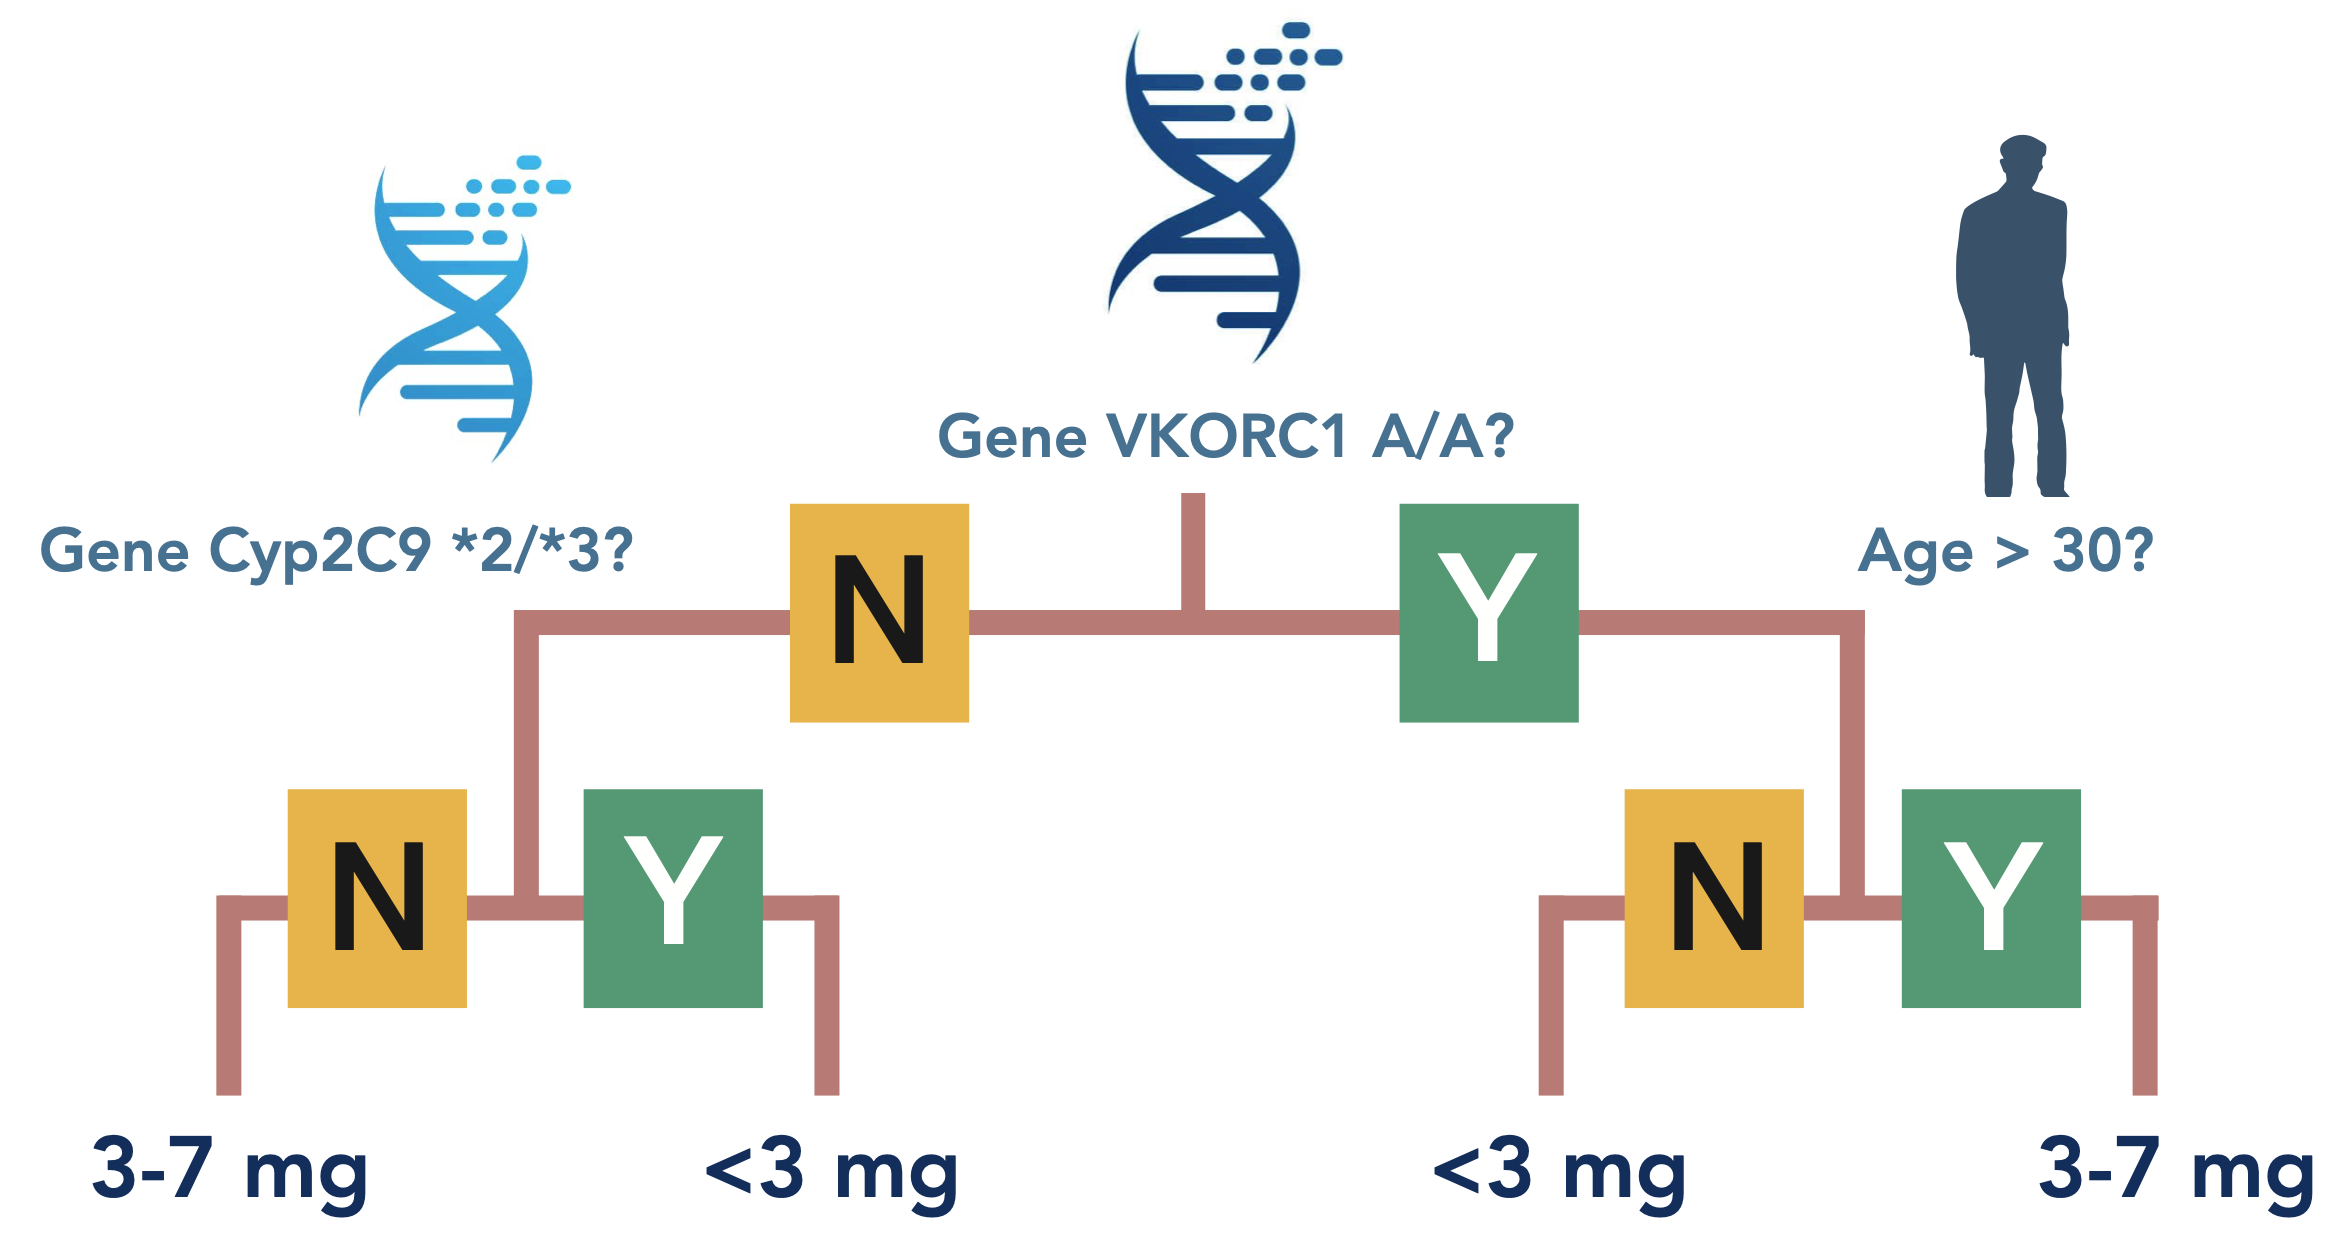 Gene VKORC1 A/A?
Gene Cyp2C9 *2/*3?
Age > 30?
N
Y
N
Y
N
Y
3-7 mg
<3 mg
<3 mg
3-7 mg